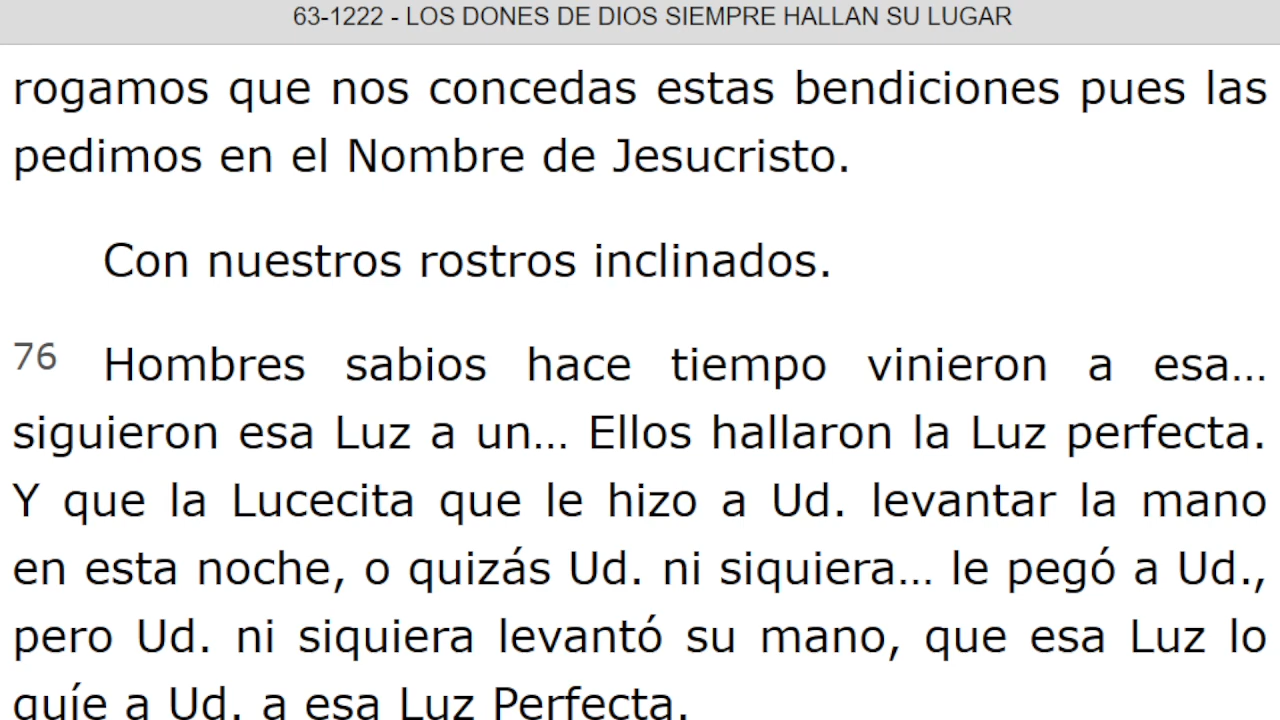 63-1222 - LOS DONES DE DIOS SIEMPRE HALLAN SU LUGAR
rogamos que nos concedas estas bendiciones pues las
pedimos en el Nombre de Jesucristo.
Con nuestros rostros inclinados.
76 Hombres sabios hace tiempo vinieron a esa...
siguieron esa Luz a un... Ellos hallaron la Luz perfecta.
Y que la Lucecita que le hizo a Ud. levantar la mano
en esta noche, o quizás Ud. ni siquiera... le pegó a Ud.,
pero Ud. ni siquiera levantó su mano, que esa Luz lo
guíe a Ud. a esa Luz Perfecta.